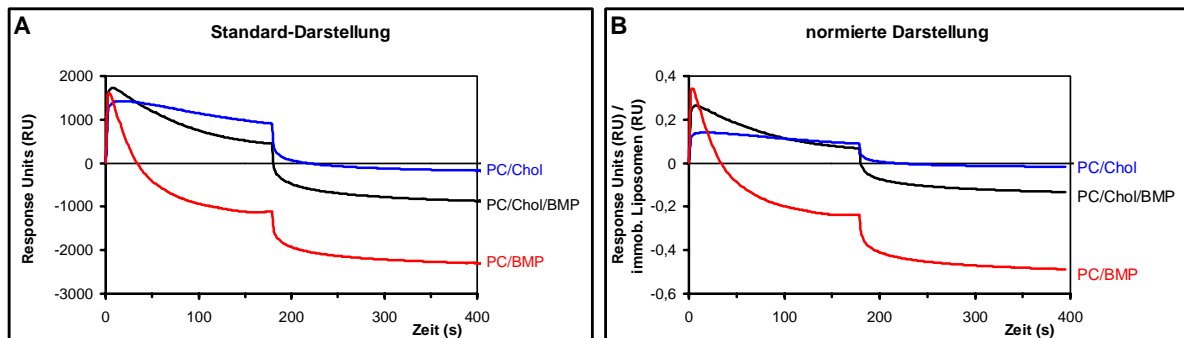 A
Standard-Darstellung
Response Units (RU)
2000
1000
0
-1000
-2000
-3000
0
100
200
300
400
Zeit (s)
PC/Chol
PC/Chol/BMP
PC/BMP
B
normierte Darstellung
Response Units (RU) /
immob. Liposomen (RU)
0,4
0,2
0
-0,2
-0,4
-0,6
0
100
200
300
400
Zeit (s)
PC/Chol
PC/Chol/BMP
PC/BMP